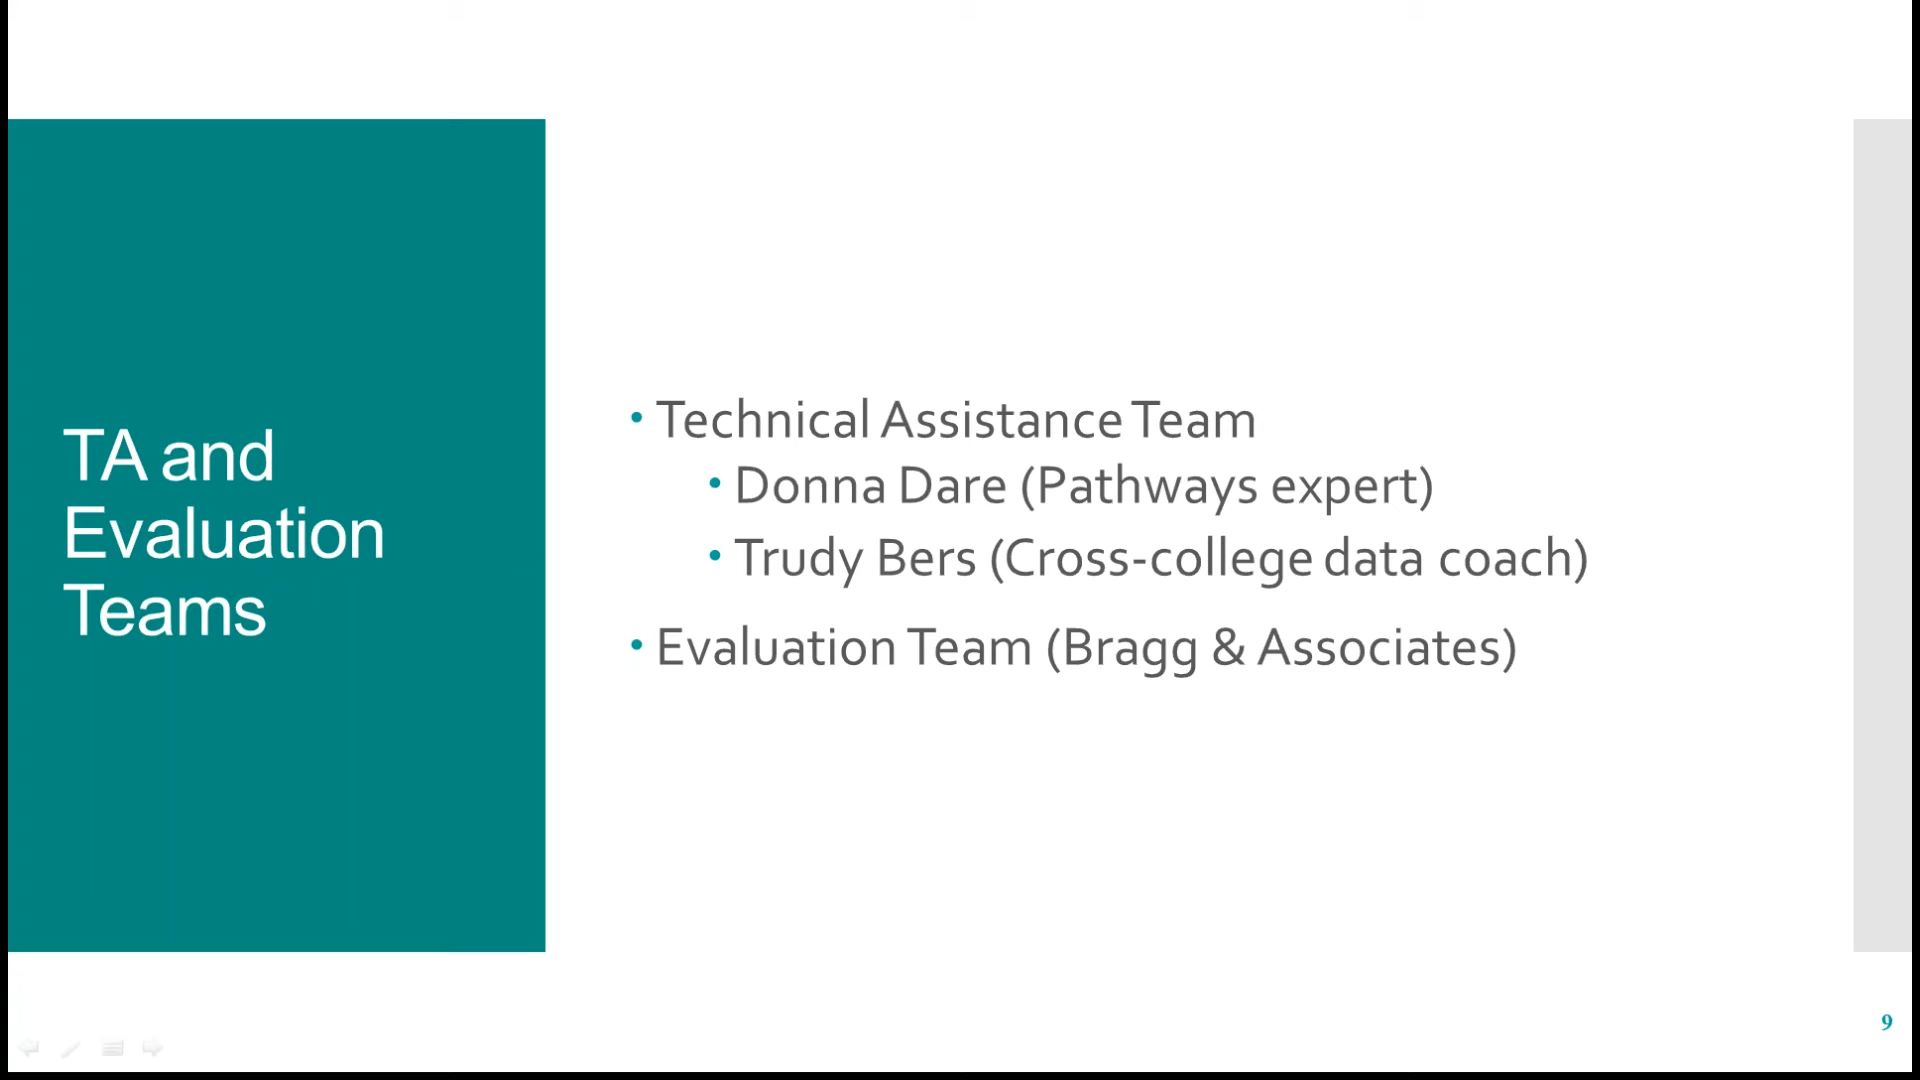 TA and
Evaluation
Teams
• Technical Assistance Team
• Donna Dare (Pathways expert)
• Trudy Bers (Cross-college data coach)
• Evaluation Team (Bragg & Associates)
9